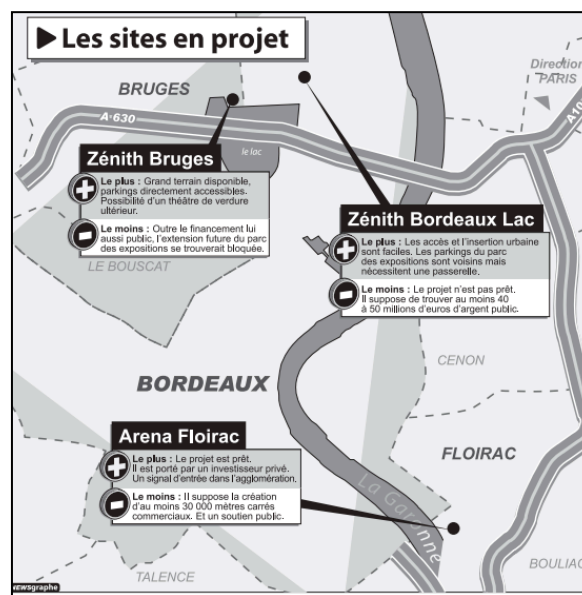 Les sites en projet
Direction
PARIS
BRUGES
A-630
le lac
Zénith Bruges
Le plus : Grand terrain disponible,
parkings directement accessibles.
Possibilité d'un théâtre de verdure
ultérieur.
Le moins : Outre le financement lui
aussi public, l'extension future du parc
des expositions se trouverait bloquée.
LE BOUSCAT
Zénith Bordeaux Lac
Le plus : Les accès et l'insertion urbaine
sont faciles. Les parkings du parc
des expositions sont voisins mais
nécessitent une passerelle.
Le moins : Le projet n'est pas prêt.
Il suppose de trouver au moins 40
à 50 millions d'euros d'argent public.
CENON
BORDEAUX
Arena Floirac
Le plus : Le projet est prêt.
Il est porté par un investisseur privé.
Un signal d'entrée dans l'agglomération.
Le moins : Il suppose la création
d'au moins 30 000 mètres carrés
commerciaux. Et un soutien public.
FLOIRAC
La Garonne
TALENCE
BOULIAC
NEWSgraphe